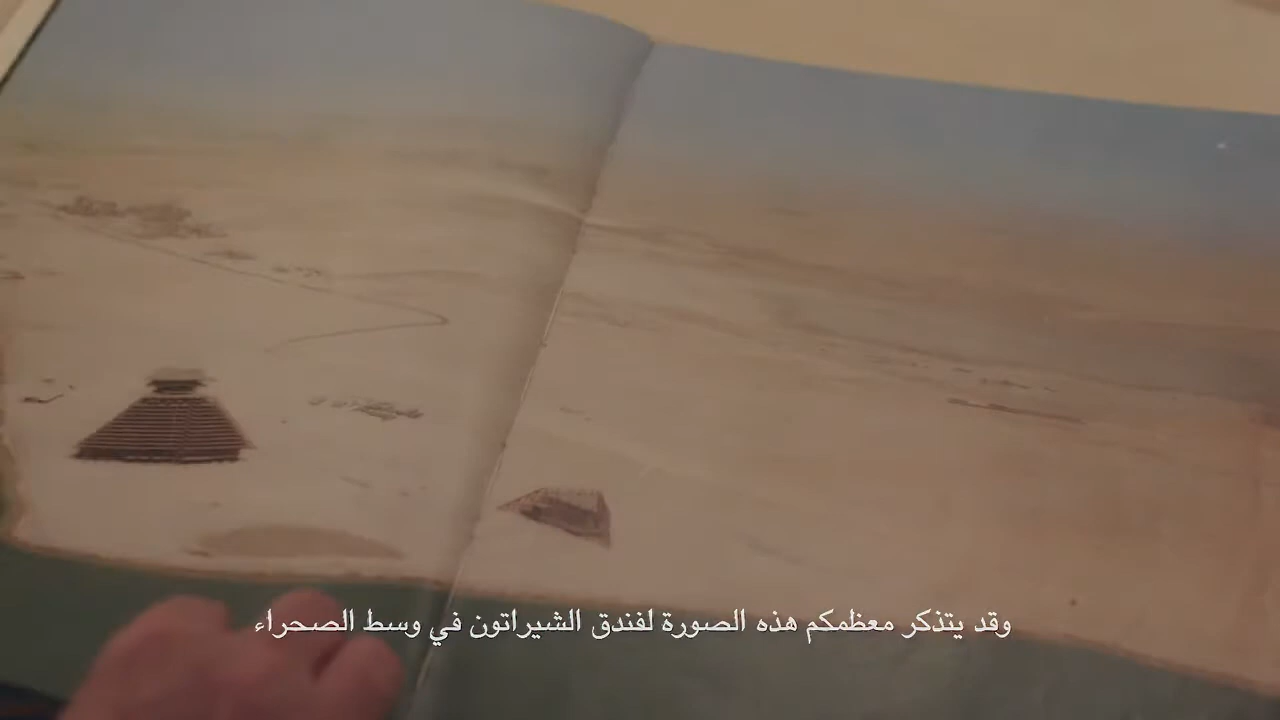 وقد يتذكر معظمكم هذه الصورة لفندق الشيراتون في وسط الصحراء